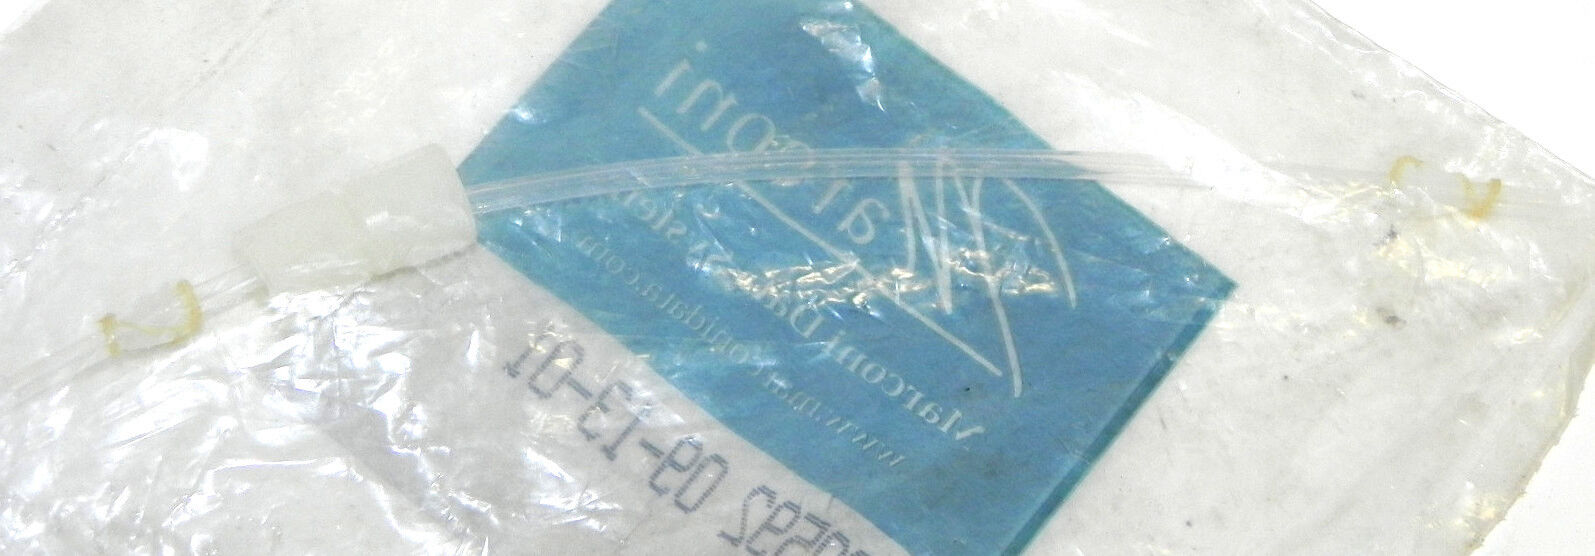 Marconi
Marconi Data Systems
www.marconidata.com
09-13-01